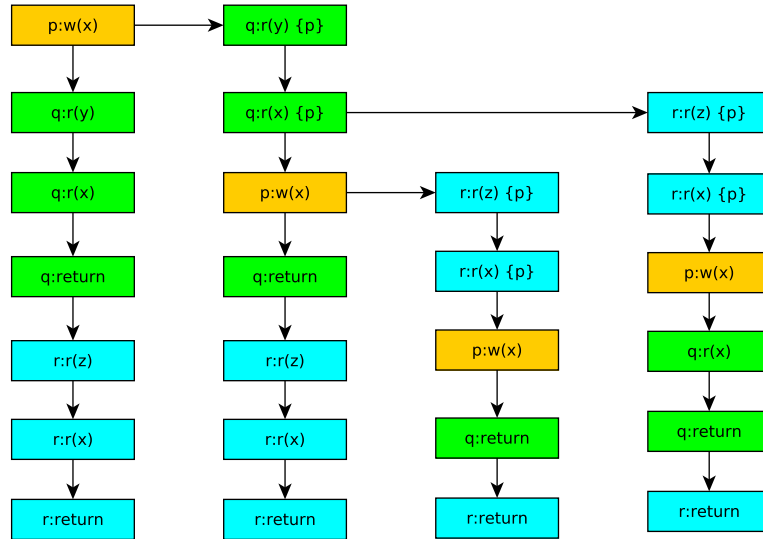 p:w(x)
q:r(y) {p}
q:r(y)
q:r(x) {p}
r:r(z) {p}
q:r(x)
p:w(x)
r:r(z) {p}
r:r(x) {p}
q:return
q:return
r:r(x) {p}
p:w(x)
r:r(z)
r:r(z)
p:w(x)
q:r(x)
r:r(x)
r:r(x)
q:return
q:return
r:return
r:return
r:return
r:return